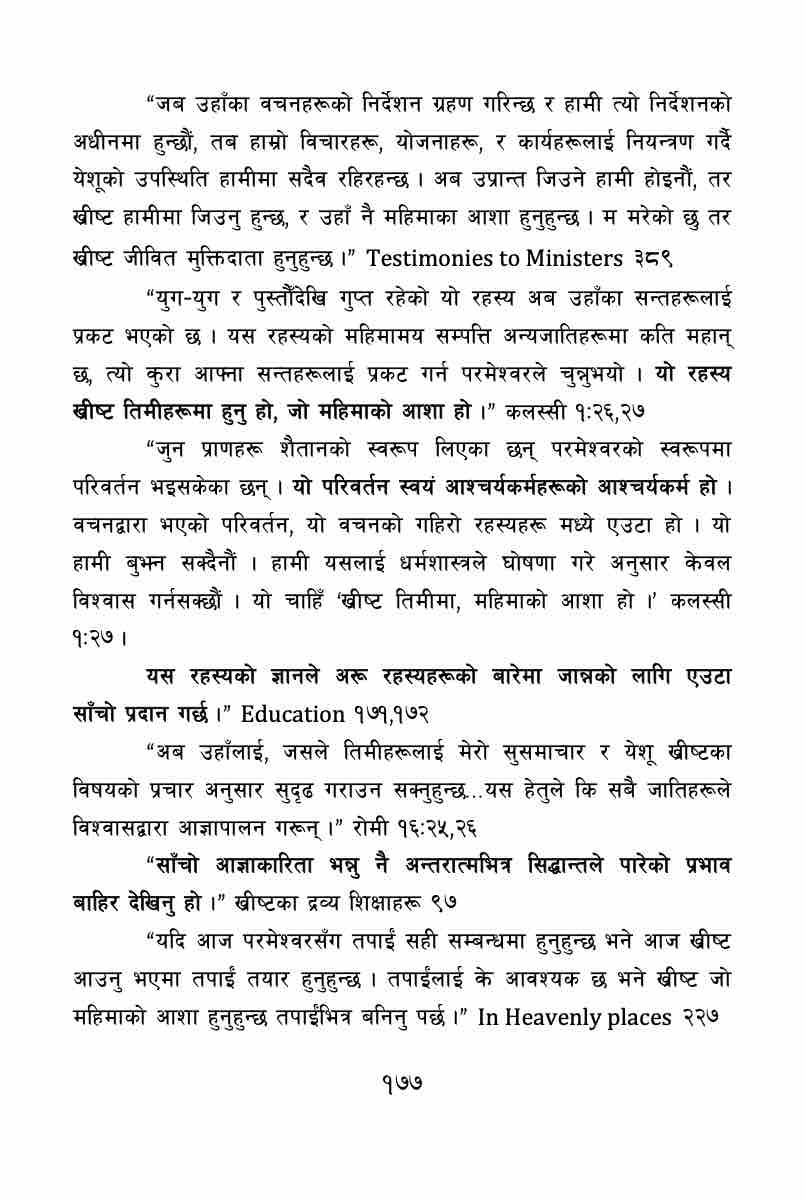 “जब उहाँका वचनहरूको निर्देशन ग्रहण गरिन्छ र हामी त्यो निर्देशनको
अधीनमा हुन्छौं, तब हाम्रो विचारहरू, योजनाहरू, र कार्यहरूलाई नियन्त्रण गर्दै
येशूको उपस्थिति हामीमा सदैव रहिरहन्छ । अब उप्रान्त जिउने हामी होइनौं, तर
ख्रीष्ट हामीमा जिउनु हुन्छ, र उहाँ नै महिमाका आशा हुनुहुन्छ । म मरेको छु तर
ख्रीष्ट जीवित मुक्तिदाता हुनुहुन्छ ।” Testimonies to Ministers ३८९
“युग-युग र पुस्तौँदेखि गुप्त रहेको यो रहस्य अब उहाँका सन्तहरूलाई
प्रकट भएको छ । यस रहस्यको महिमामय सम्पत्ति अन्यजातिहरूमा कति महान्
छ, त्यो कुरा आफ्ना सन्तहरूलाई प्रकट गर्न परमेश्वरले चुन्नुभयो । यो रहस्य
ख्रीष्ट तिमीहरूमा हुनु हो, जो महिमाको आशा हो ।” कलस्सी १:२६,२७
“जुन प्राणहरू शैतानको स्वरूप लिएका छन् परमेश्वरको स्वरूपमा
परिवर्तन भइसकेका छन् । यो परिवर्तन स्वयं आश्चर्यकर्महरूको आश्चर्यकर्म हो ।
वचनद्वारा भएको परिवर्तन, यो वचनको गहिरो रहस्यहरू मध्ये एउटा हो । यो
हामी बुझ्न सक्दैनौं । हामी यसलाई धर्मशास्त्रले घोषणा गरे अनुसार केवल
विश्वास गर्नसक्छौं । यो चाहिँ ‘ख्रीष्ट तिमीमा, महिमाको आशा हो ।’ कलस्सी
१:२७ ।
यस रहस्यको ज्ञानले अरू रहस्यहरूको बारेमा जान्नको लागि एउटा
साँचो प्रदान गर्छ ।” Education १७१,१७२
“अब उहाँलाई, जसले तिमीहरूलाई मेरो सुसमाचार र येशू ख्रीष्टका
विषयको प्रचार अनुसार सुदृढ गराउन सक्नुहुन्छ...यस हेतुले कि सबै जातिहरूले
विश्वासद्वारा आज्ञापालन गरून् ।” रोमी १६:२५,२६
“साँचो आज्ञाकारिता भन्नु नै अन्तरात्मभित्र सिद्धान्तले पारेको प्रभाव
बाहिर देखिनु हो ।” ख्रीष्टका द्रव्य शिक्षाहरू ९७
“यदि आज परमेश्वरसँग तपाईं सही सम्बन्धमा हुनुहुन्छ भने आज ख्रीष्ट
आउनु भएमा तपाईं तयार हुनुहुन्छ । तपाईंलाई के आवश्यक छ भने ख्रीष्ट जो
महिमाको आशा हुनुहुन्छ तपाईंभित्र बनिनु पर्छ ।” In Heavenly places २२७
१७७